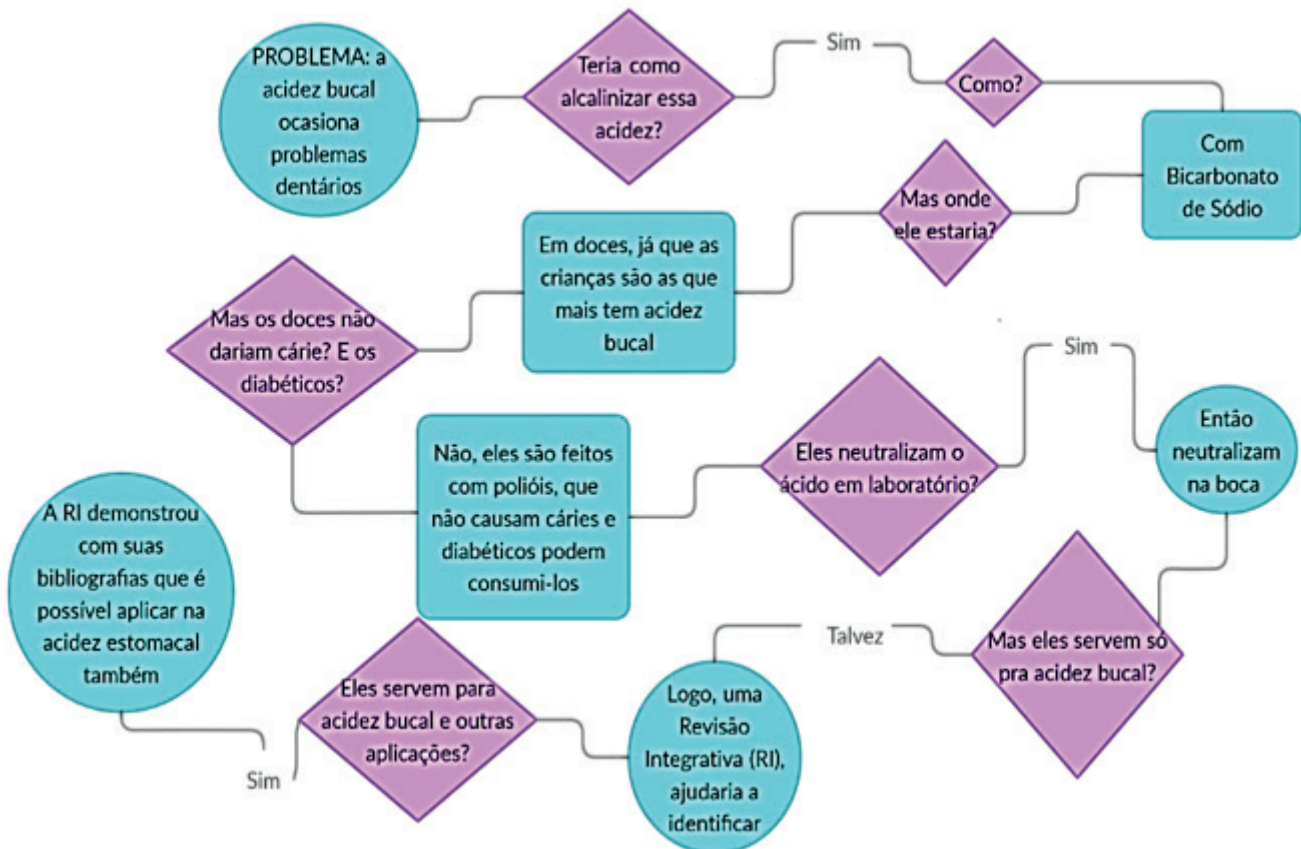 PROBLEMA: a
acidez bucal
ocasiona
problemas
dentários
Teria como
alcalinizar essa
acidez?
Sim
Como?
Com
Bicarbonato
de Sódio
Mas onde
ele estaria?
Em doces, já que as
crianças são as que
mais tem acidez
bucal
Mas os doces não
dariam cárie? E os
diabéticos?
Não, eles são feitos
com polióis, que
não causam cáries e
diabéticos podem
consumi-los
Eles neutralizam o
ácido em laboratório?
Sim
Então
neutralizam
na boca
Mas eles servem só
pra acidez bucal?
Talvez
Logo, uma
Revisão
Integrativa (RI),
ajudaria a
identificar
Eles servem para
acidez bucal e outras
aplicações?
Sim
A RI demonstrou
com suas
bibliografias que é
possível aplicar na
acidez estomacal
também